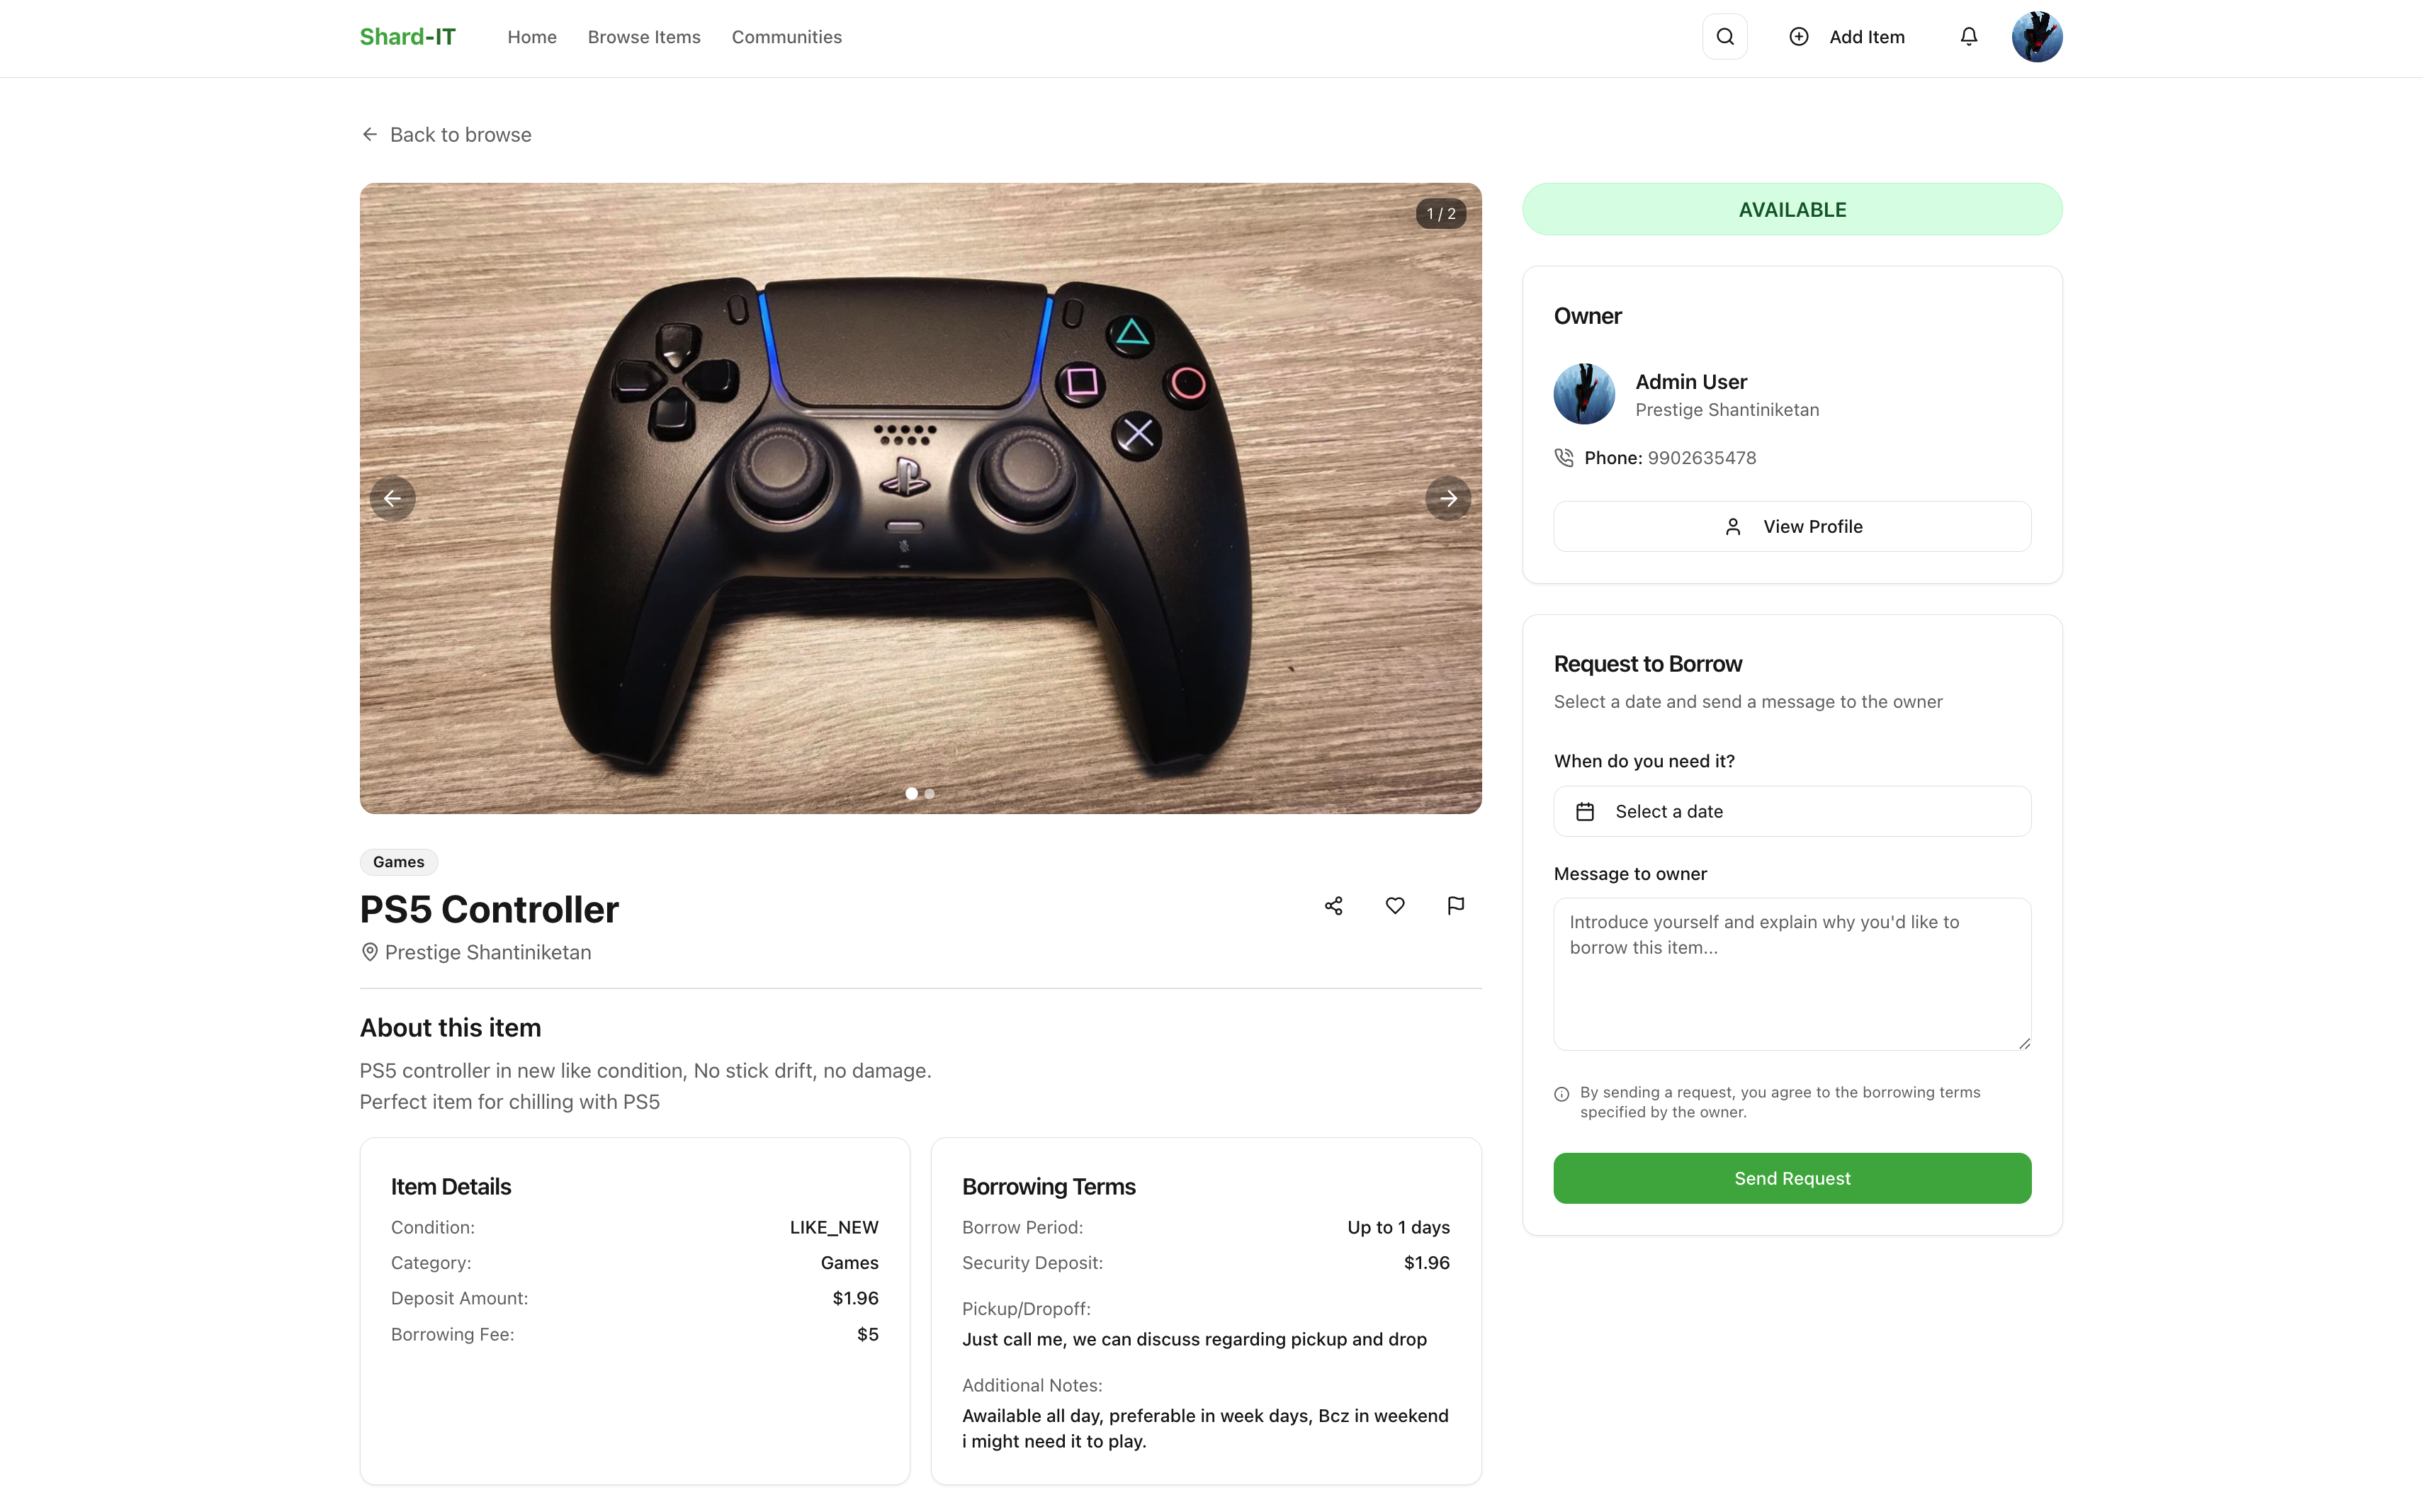 Shard-IT
Home
Browse Items
Communities
Add Item
Back to browse
1 / 2
AVAILABLE
Owner
Admin User
Prestige Shantiniketan
Phone: 9902635478
View Profile
Request to Borrow
Select a date and send a message to the owner
When do you need it?
Select a date
Message to owner
Introduce yourself and explain why you'd like to
borrow this item...
By sending a request, you agree to the borrowing terms
specified by the owner.
Send Request
Games
PS5 Controller
Prestige Shantiniketan
About this item
PS5 controller in new like condition, No stick drift, no damage.
Perfect item for chilling with PS5
Item Details
Condition: LIKE_NEW
Category: Games
Deposit Amount: $1.96
Borrowing Fee: $5
Borrowing Terms
Borrow Period: Up to 1 days
Security Deposit: $1.96
Pickup/Dropoff:
Just call me, we can discuss regarding pickup and drop
Additional Notes:
Awailable all day, preferable in week days, Bcz in weekend
i might need it to play.